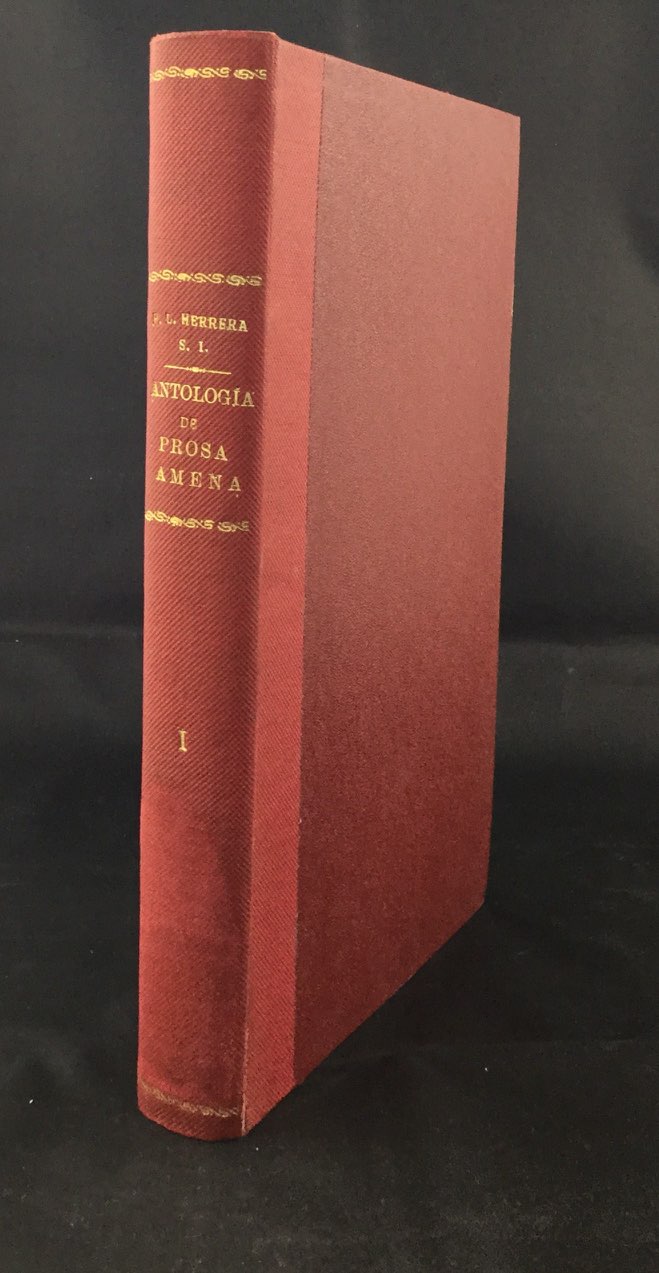 P. L. HERRERA
S. I.
ANTOLOGÍA
De
PROSA
AMENA
I